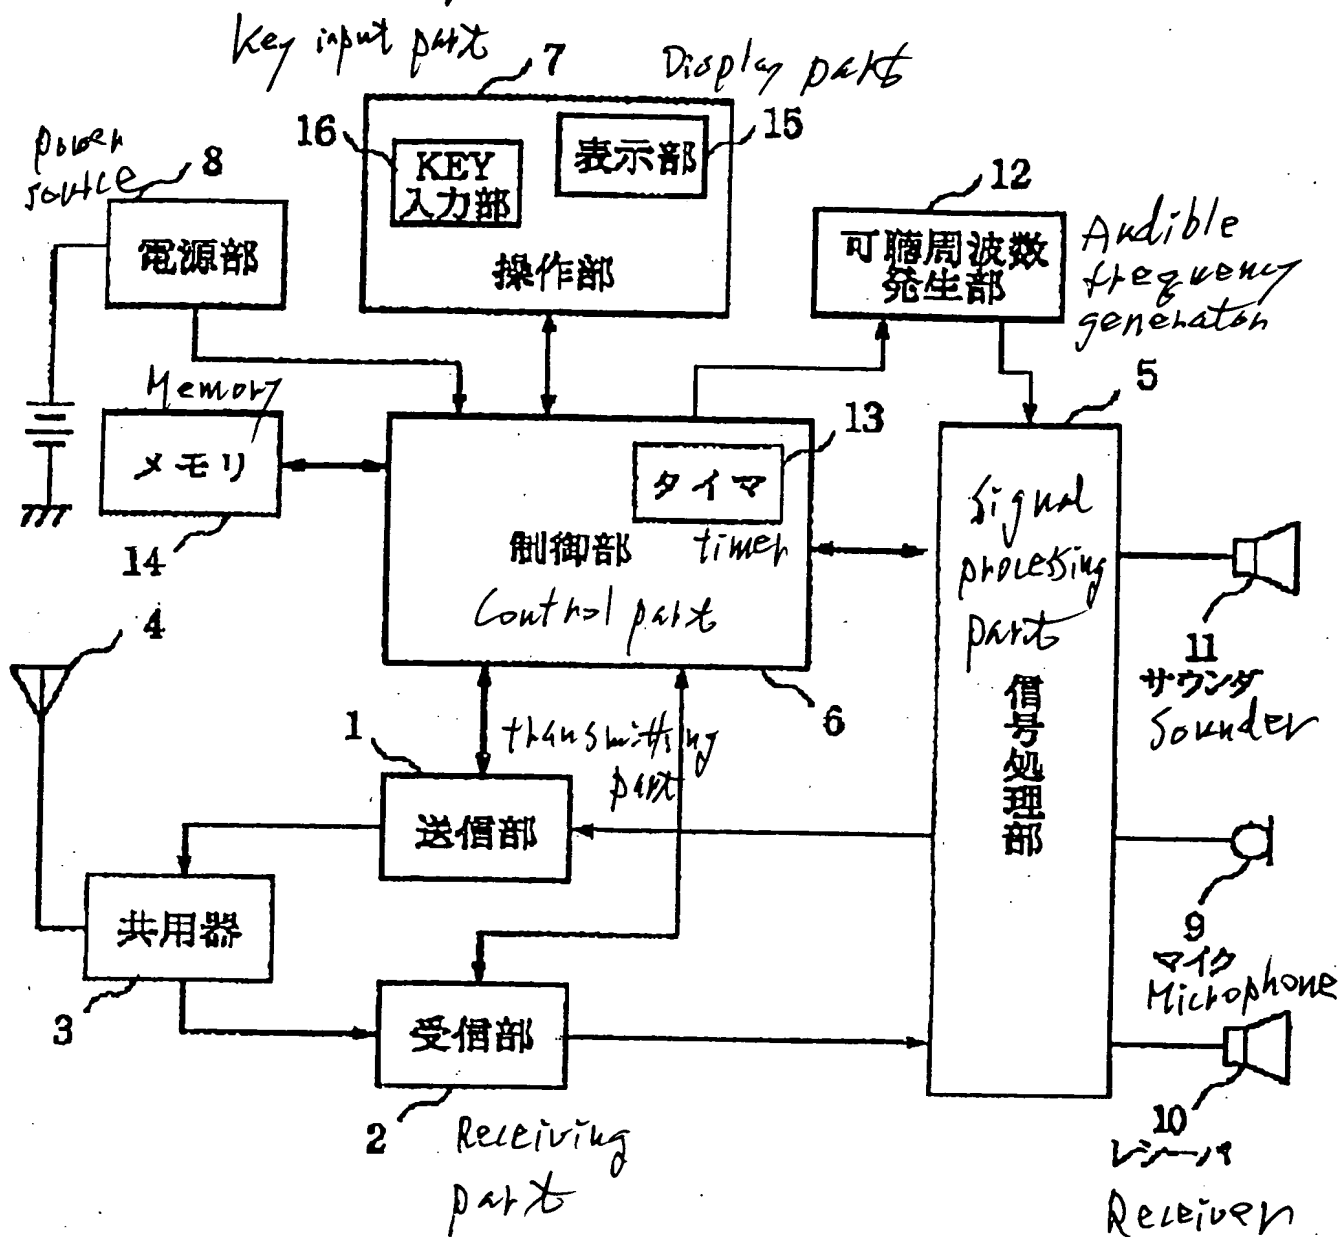 Key input part
7
Display part
16
KEY
入力部
表示部
15
操作部
power
source
8
電源部
12
可聴周波数
発生部
Audible
frequency
generator
Memory
メモリ
14
13
タイマ
timer
制御部
Control part
6
5
Signal
processing
part
信号処理部
11
サウンダ
Sounder
4
1
transmitting
part
送信部
9
マイク
Microphone
共用器
3
受信部
2
Receiving
part
10
レシーバ
Receiver